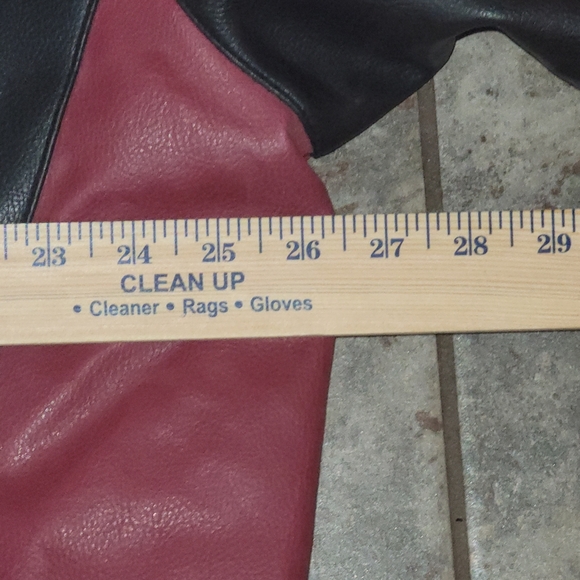 23 24 25 26 27 28 29
CLEAN UP
• Cleaner • Rags • Gloves